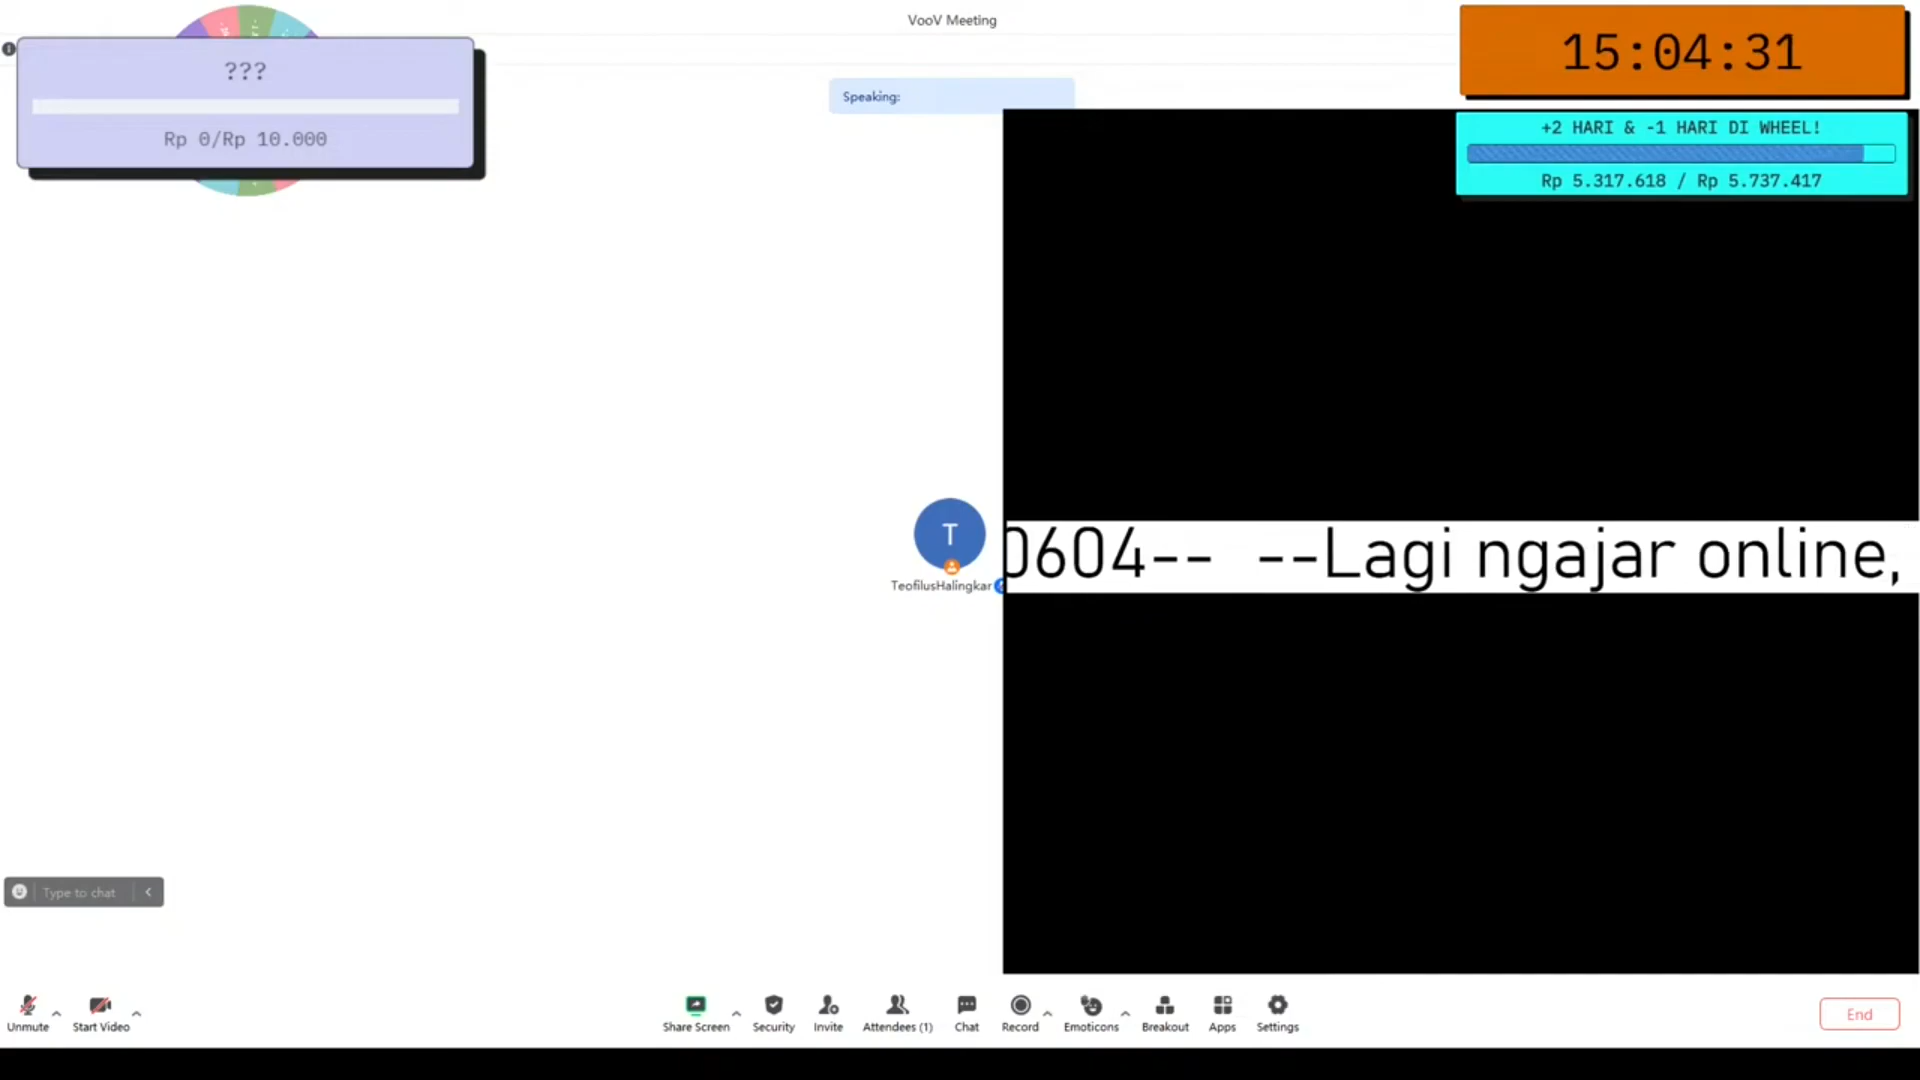 VooV Meeting
???
Rp 0/Rp 10.000
15:04:31
Speaking:
+2 HARI & -1 HARI DI WHEEL!
Rp 5.317.618 / Rp 5.737.417
T
0604-- --Lagi ngajar online,
TeofilusHalingkar
Type to chat
Unmute
Start Video
Share Screen
Security
Invite
Attendees (1)
Chat
Record
Emoticons
Breakout
Apps
Settings
End